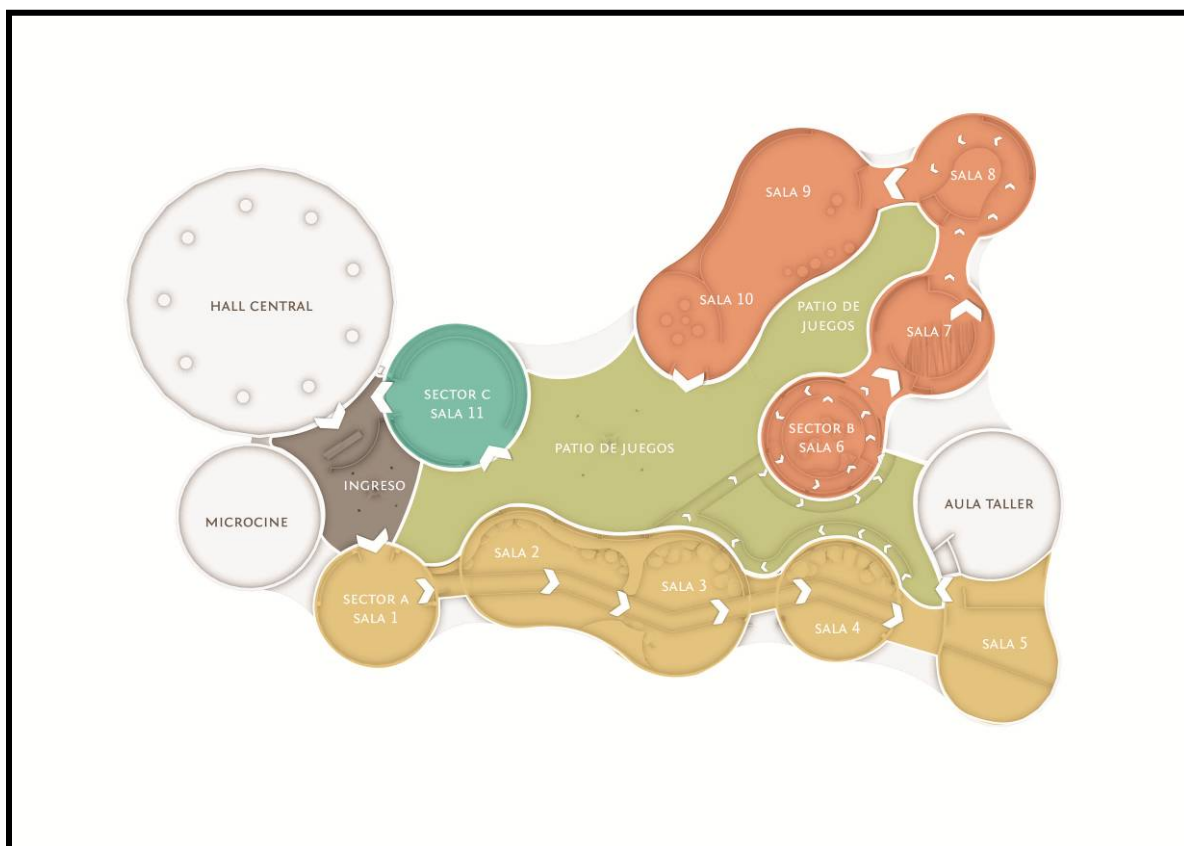 SALA 8
SALA 9
SALA 10
PATIO DE
JUEGOS
SALA 7
HALL CENTRAL
SECTOR C
SALA 11
SECTOR B
SALA 6
PATIO DE JUEGOS
INGRESO
AULA TALLER
MICROCINE
SALA 2
SALA 3
SECTOR A
SALA 1
SALA 4
SALA 5